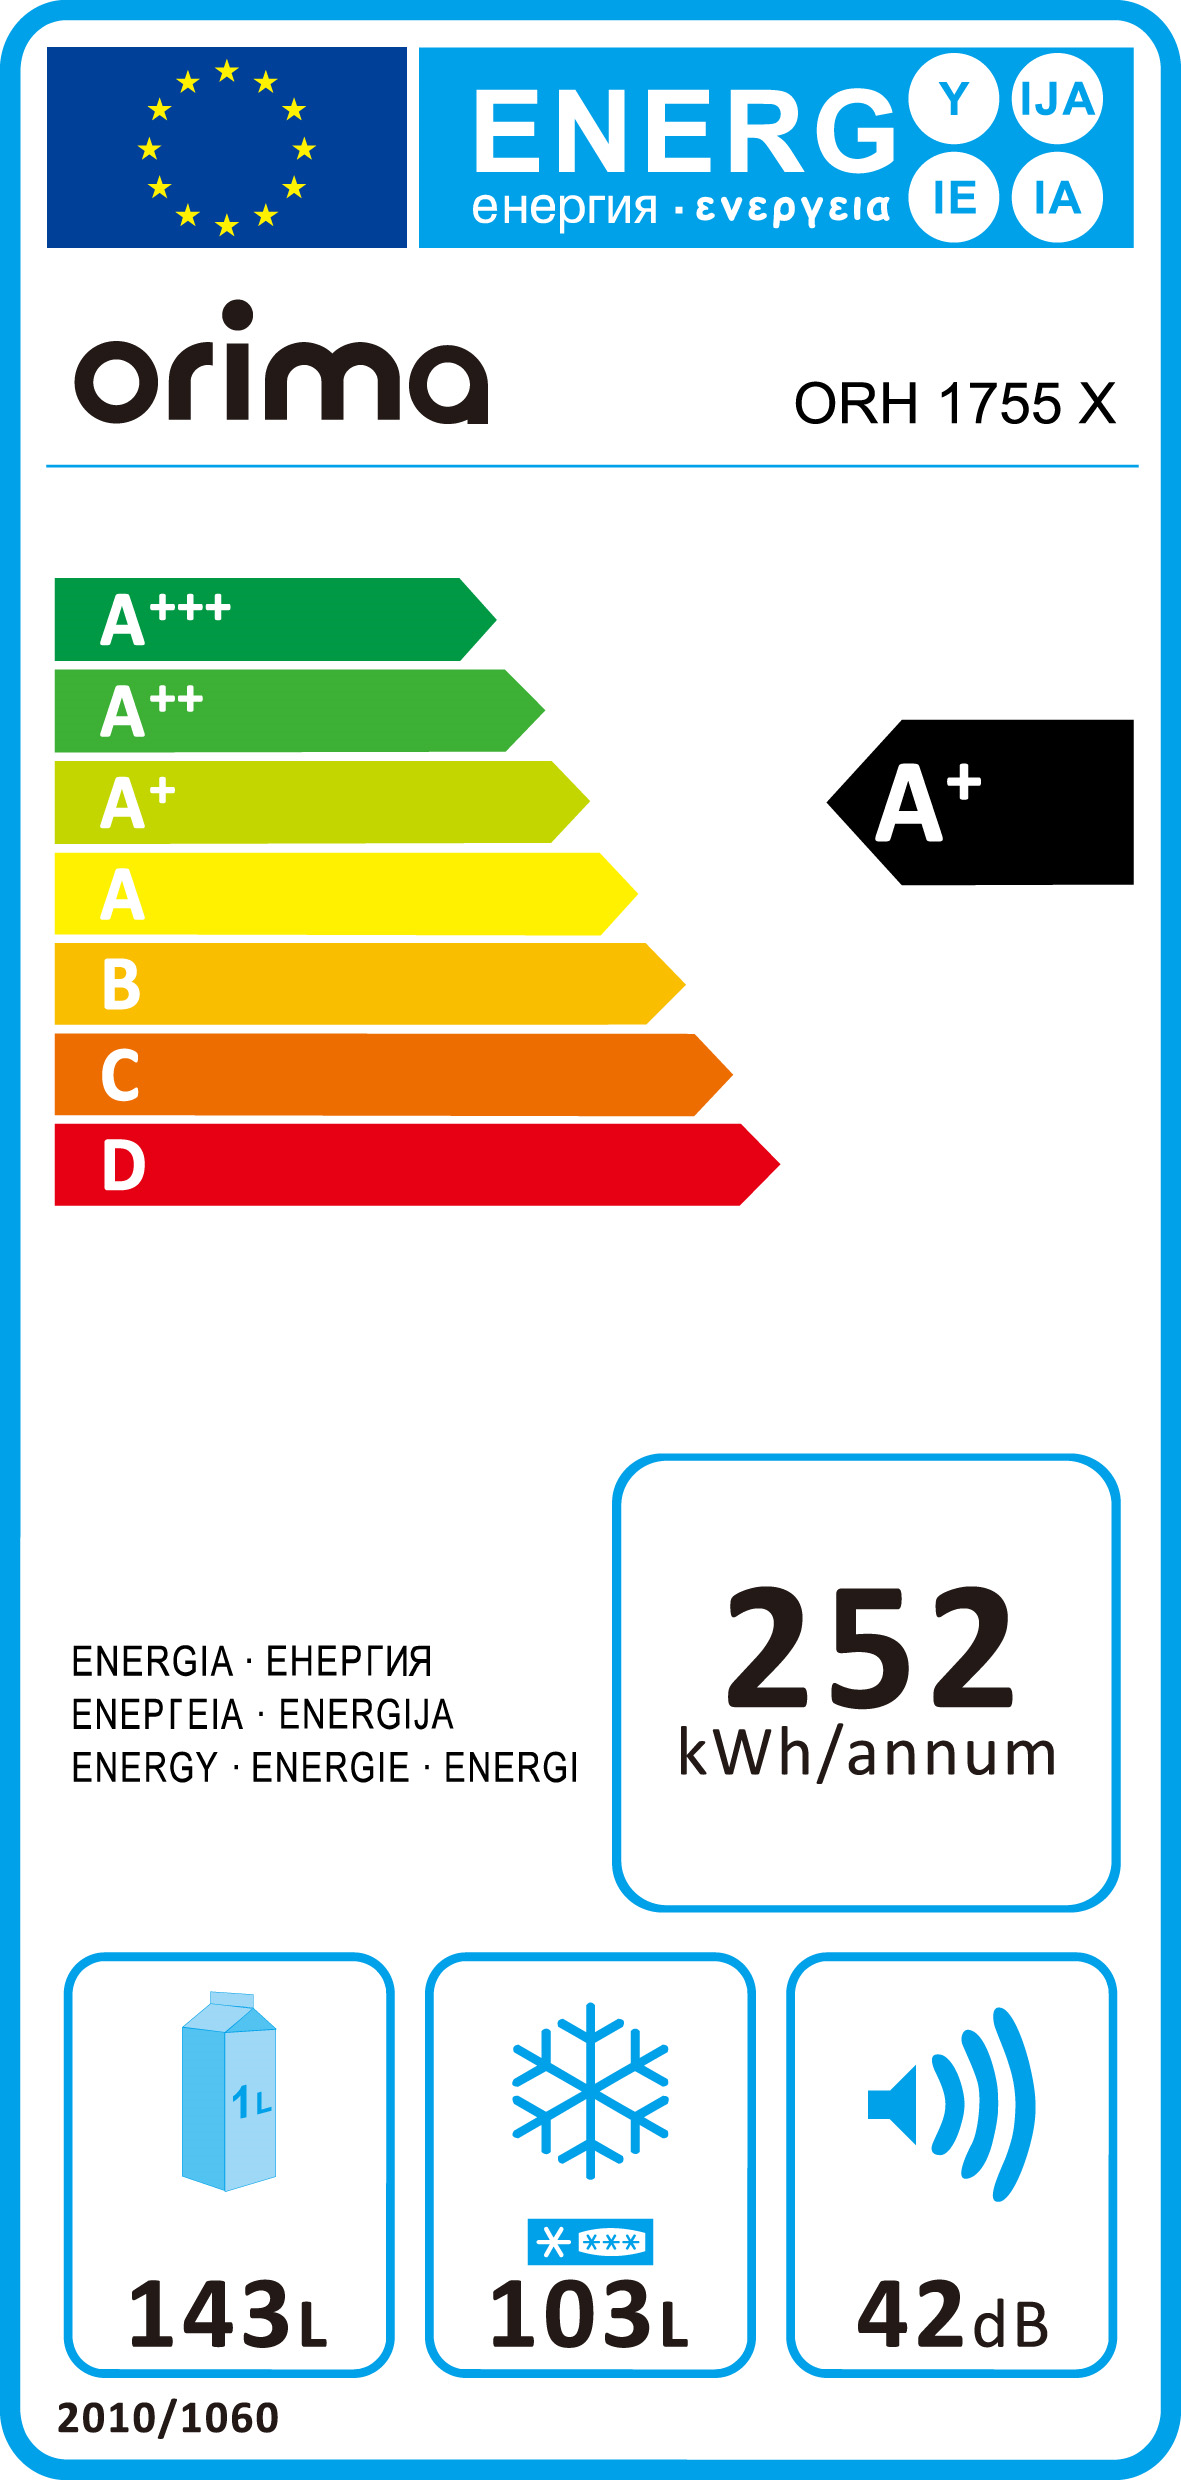 ENERG Y IJA
енергия · ενεργεια IE IA
orima
ORH 1755 X
A+++
A++
A+
A+
A
B
C
D
252
kWh/annum
ENERGIA · ЕНЕРГИЯ
ΕΝΕΡΓΕΙΑ · ENERGIJA
ENERGY · ENERGIE · ENERGI
1L
143L
103L
42dB
2010/1060